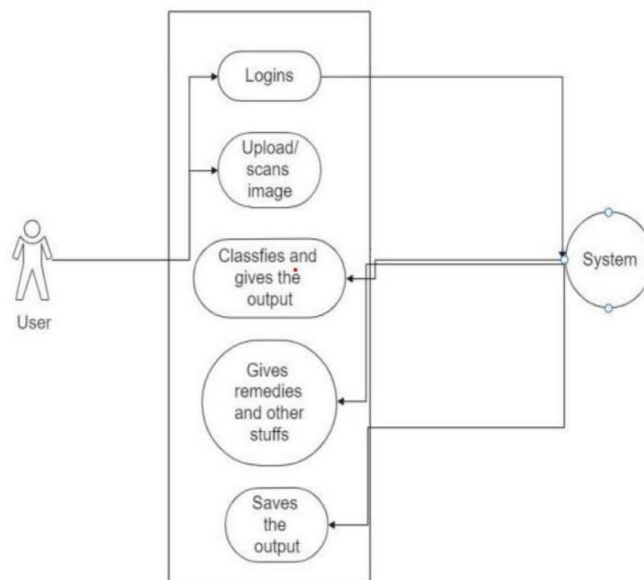 Logins
Upload/
scans
image
Classfies and
gives the
output
Gives
remedies
and other
stuffs
Saves
the
output
User
System